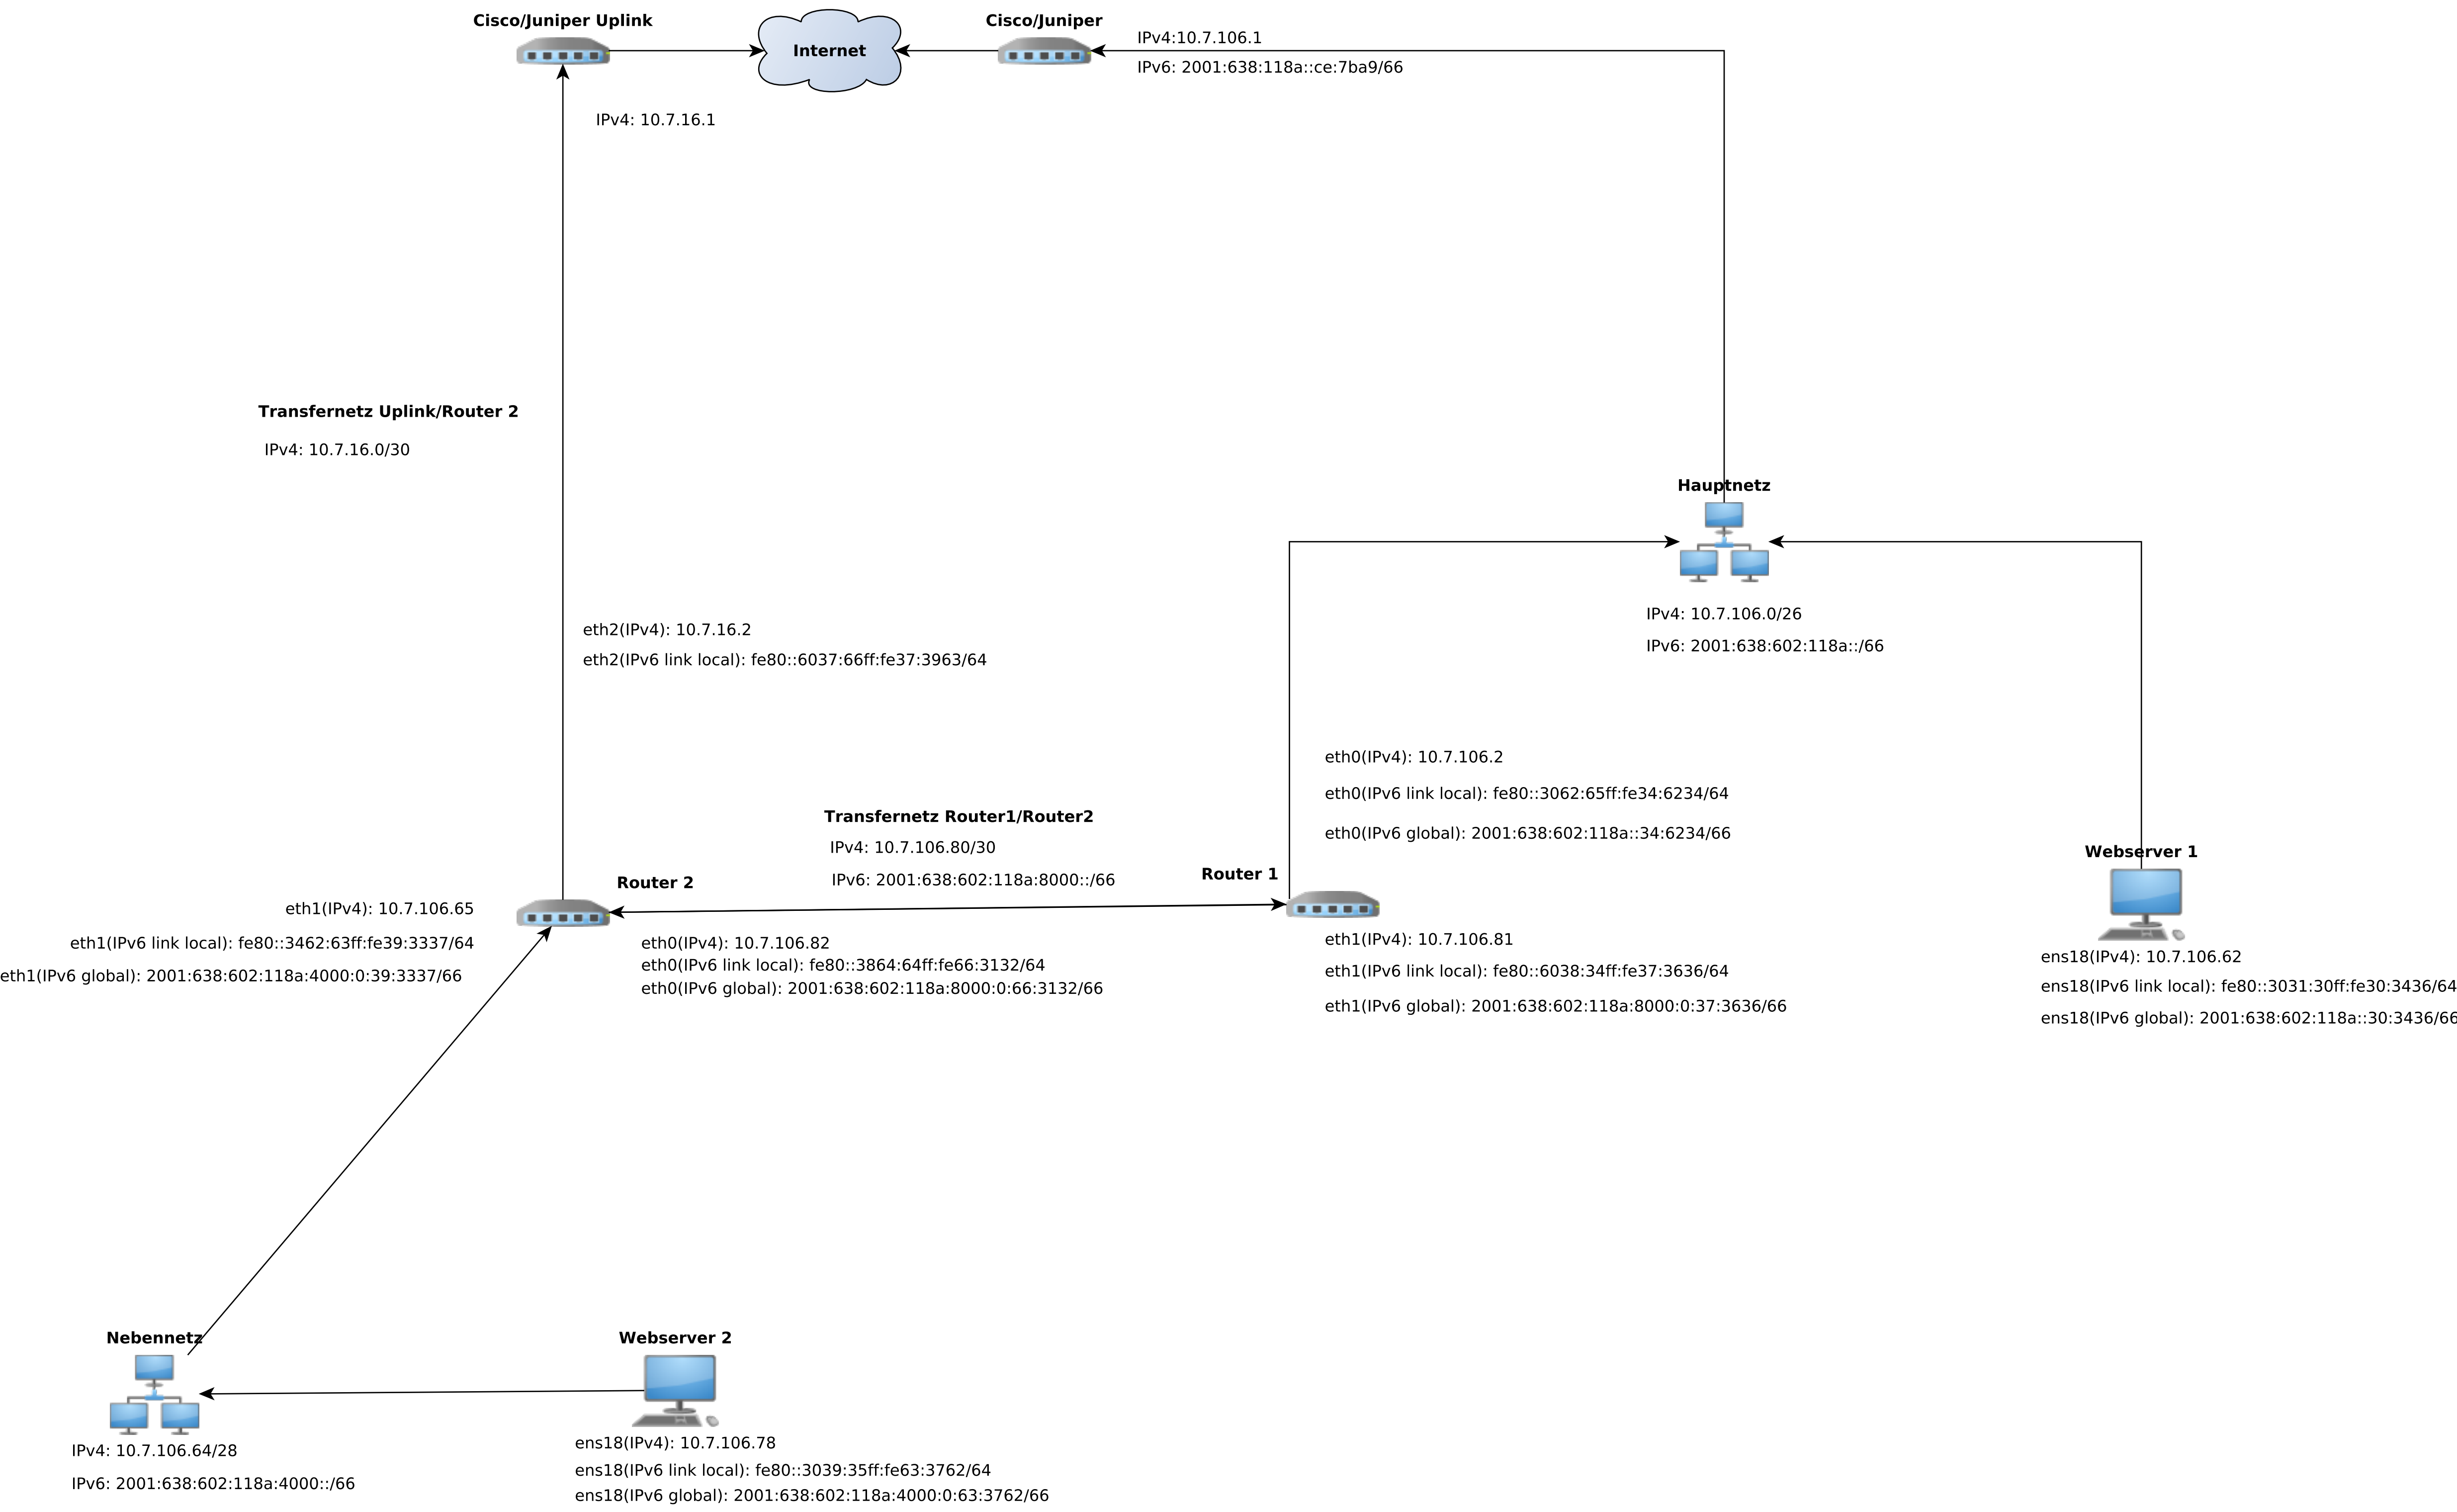 Cisco/Juniper Uplink
Internet
Cisco/Juniper
IPv4:10.7.106.1
IPv6: 2001:638:118a::ce:7ba9/66
IPv4: 10.7.16.1
Transfernetz Uplink/Router 2
IPv4: 10.7.16.0/30
Hauptnetz
IPv4: 10.7.106.0/26
IPv6: 2001:638:602:118a::/66
eth2(IPv4): 10.7.16.2
eth2(IPv6 link local): fe80::6037:66ff:fe37:3963/64
eth0(IPv4): 10.7.106.2
eth0(IPv6 link local): fe80::3062:65ff:fe34:6234/64
eth0(IPv6 global): 2001:638:602:118a::34:6234/66
Transfernetz Router1/Router2
IPv4: 10.7.106.80/30
IPv6: 2001:638:602:118a:8000::/66
Router 2
Router 1
Webserver 1
eth1(IPv4): 10.7.106.65
eth1(IPv6 link local): fe80::3462:63ff:fe39:3337/64
eth1(IPv6 global): 2001:638:602:118a:4000:0:39:3337/66
eth0(IPv4): 10.7.106.82
eth0(IPv6 link local): fe80::3864:64ff:fe66:3132/64
eth0(IPv6 global): 2001:638:602:118a:8000:0:66:3132/66
eth1(IPv4): 10.7.106.81
eth1(IPv6 link local): fe80::6038:34ff:fe37:3636/64
eth1(IPv6 global): 2001:638:602:118a:8000:0:37:3636/66
ens18(IPv4): 10.7.106.62
ens18(IPv6 link local): fe80::3031:30ff:fe30:3436/64
ens18(IPv6 global): 2001:638:602:118a::30:3436/66
Nebennetz
IPv4: 10.7.106.64/28
IPv6: 2001:638:602:118a:4000::/66
Webserver 2
ens18(IPv4): 10.7.106.78
ens18(IPv6 link local): fe80::3039:35ff:fe63:3762/64
ens18(IPv6 global): 2001:638:602:118a:4000:0:63:3762/66